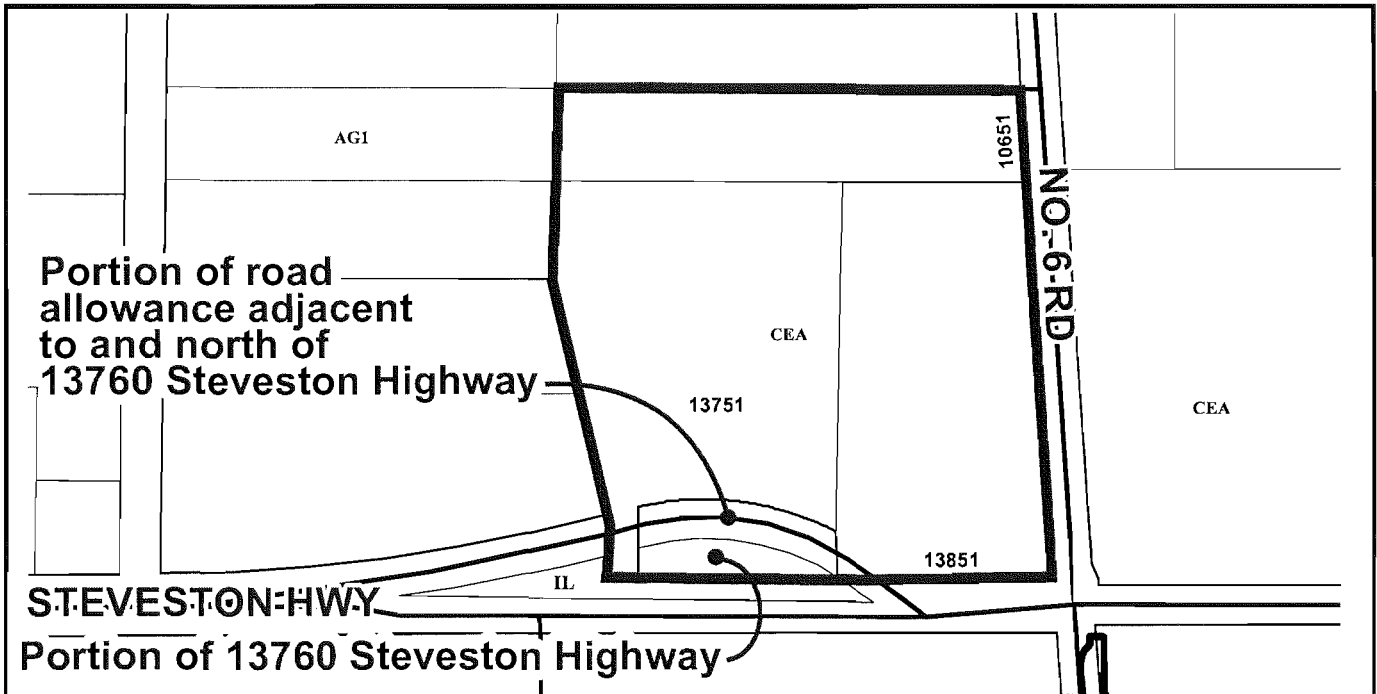 AG1
10651
NO. 6 RD
Portion of road
allowance adjacent
to and north of
13760 Steveston Highway
CEA
13751
CEA
13851
IL
STEVESTON HWY
Portion of 13760 Steveston Highway